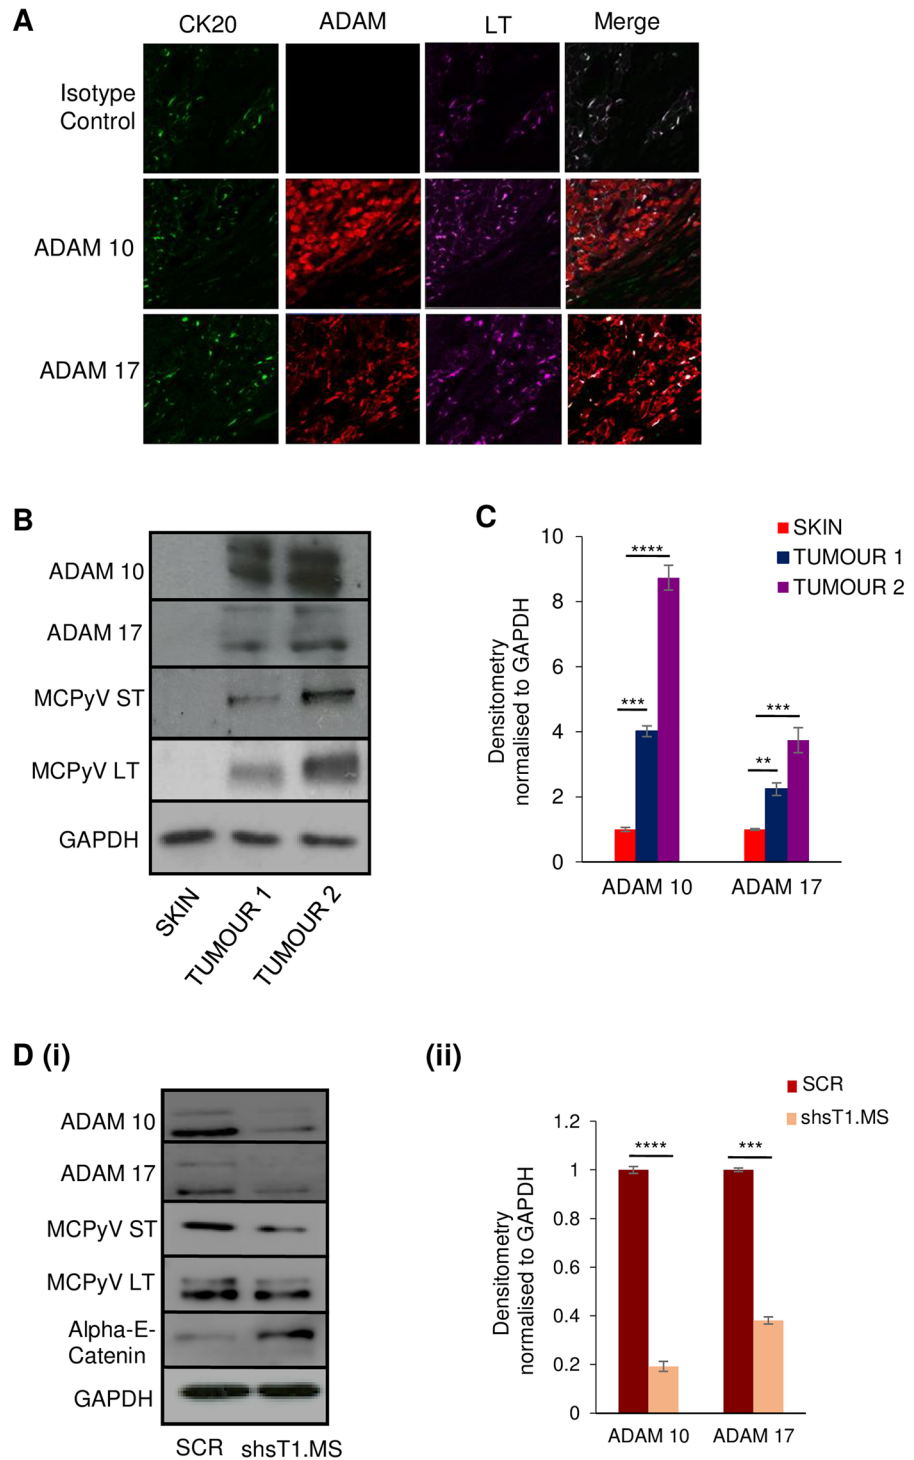 A
CK20 ADAM LT Merge
Isotype
Control
ADAM 10
ADAM 17
B
ADAM 10
ADAM 17
MCPyV ST
MCPyV LT
GAPDH
SKIN
TUMOUR 1
TUMOUR 2
C
SKIN
TUMOUR 1
TUMOUR 2
Densitometry
normalised to GAPDH
10
8
6
4
2
0
****
***
***
**
ADAM 10 ADAM 17
D (i)
ADAM 10
ADAM 17
MCPyV ST
MCPyV LT
Alpha-E-
Catenin
GAPDH
SCR shsT1.MS
(ii)
SCR
shsT1.MS
Densitometry
normalised to GAPDH
1.2
1
0.8
0.6
0.4
0.2
0
**** ***
ADAM 10 ADAM 17